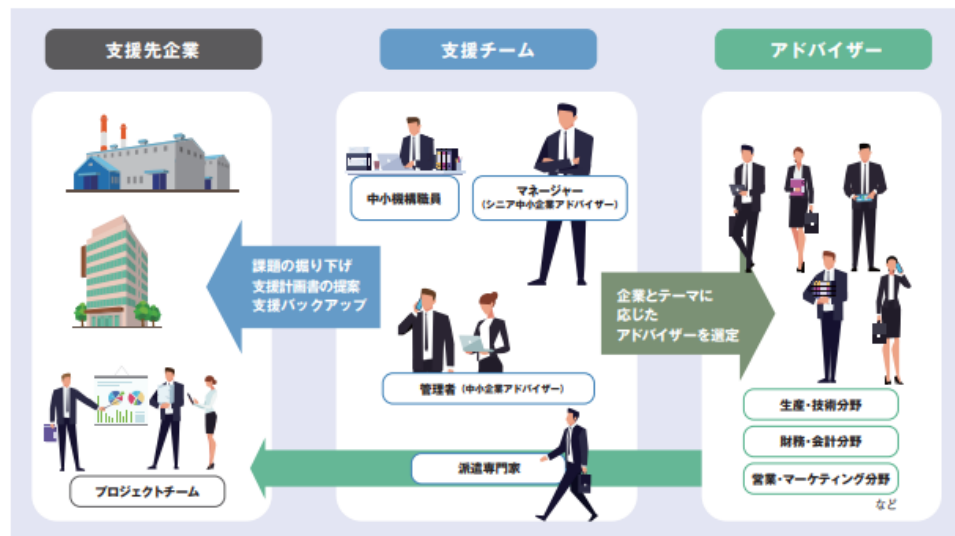 支援先企業
支援チーム
アドバイザー
中小機構職員
マネージャー
（シニア中小企業アドバイザー）
課題の掘り下げ
支援計画書の提案
支援バックアップ
企業とテーマに
応じた
アドバイザーを選定
管理者（中小企業アドバイザー）
生産・技術分野
財務・会計分野
営業・マーケティング分野
など
派遣専門家
プロジェクトチーム